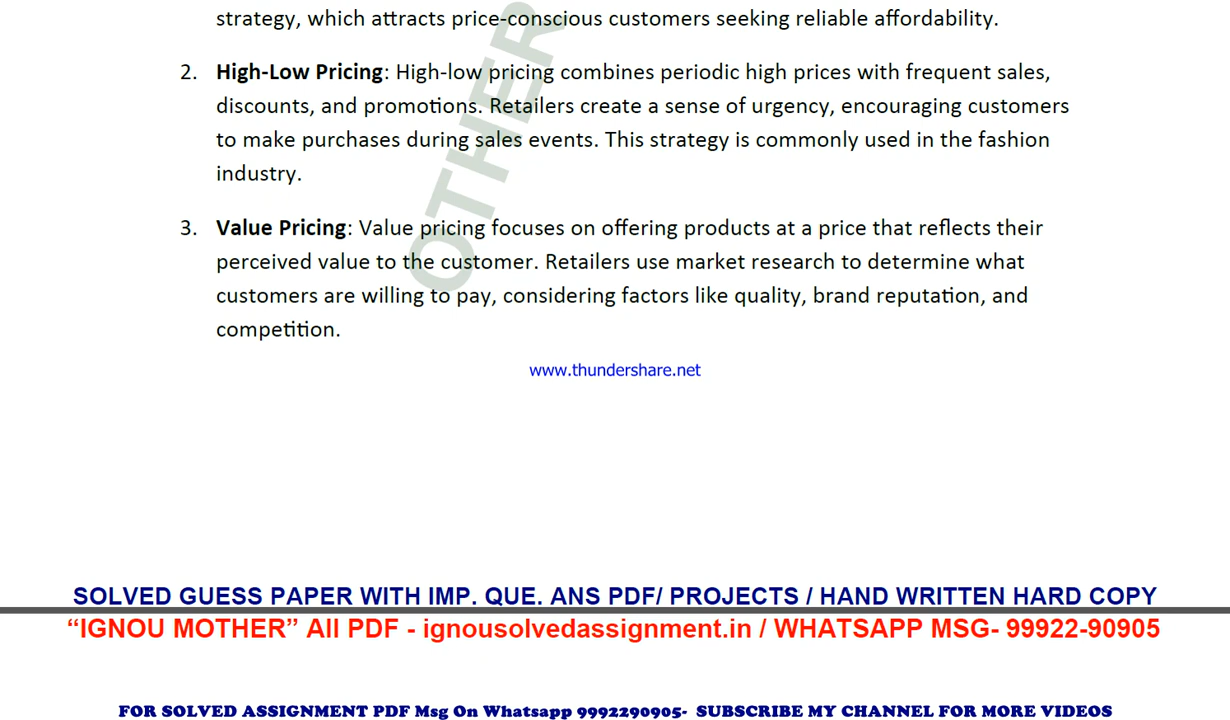 strategy, which attracts price-conscious customers seeking reliable affordability.
2. High-Low Pricing: High-low pricing combines periodic high prices with frequent sales,
discounts, and promotions. Retailers create a sense of urgency, encouraging customers
to make purchases during sales events. This strategy is commonly used in the fashion
industry.
3. Value Pricing: Value pricing focuses on offering products at a price that reflects their
perceived value to the customer. Retailers use market research to determine what
customers are willing to pay, considering factors like quality, brand reputation, and
competition.
OTHER
www.thundershare.net
SOLVED GUESS PAPER WITH IMP. QUE. ANS PDF/ PROJECTS / HAND WRITTEN HARD COPY
“IGNOU MOTHER” All PDF - ignousolvedassignment.in / WHATSAPP MSG- 99922-90905
FOR SOLVED ASSIGNMENT PDF Msg On Whatsapp 9992290905- SUBSCRIBE MY CHANNEL FOR MORE VIDEOS